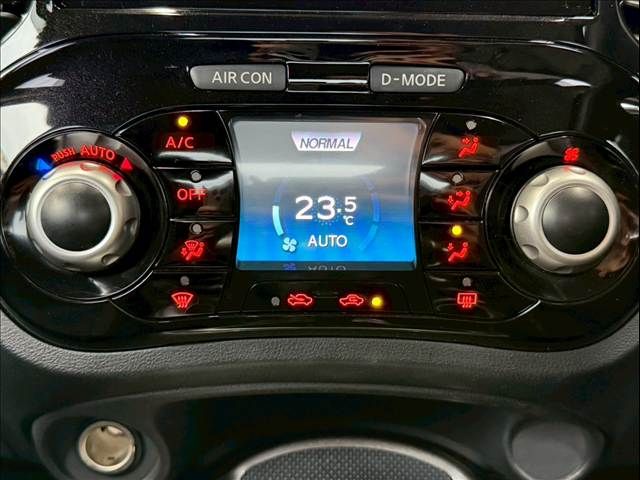 AIR CON
D-MODE
PUSH AUTO
A/C
OFF
NORMAL
23.5
°C
AUTO